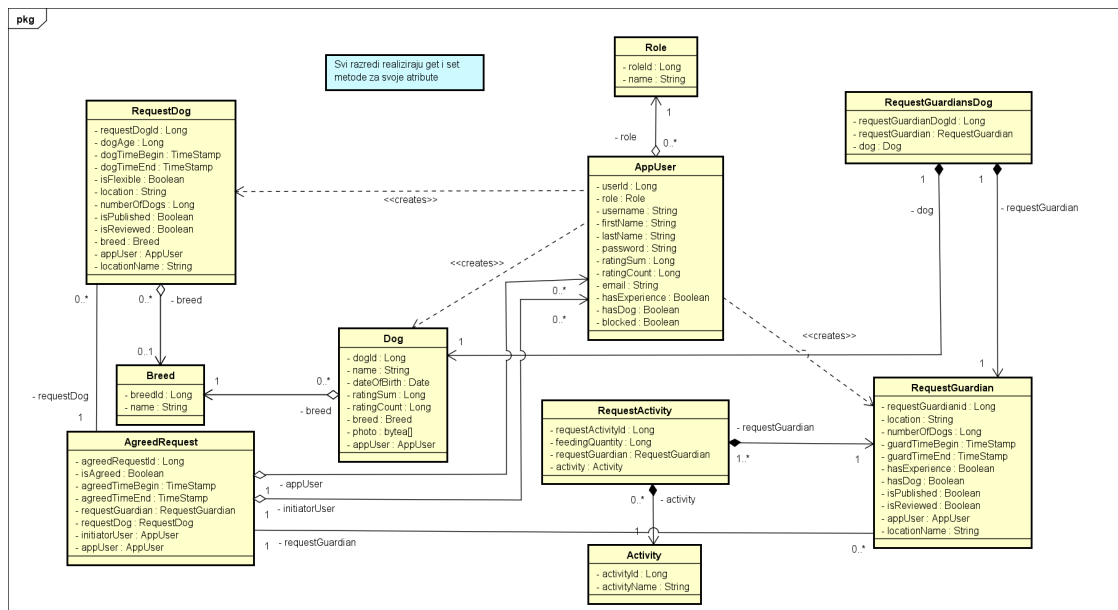 pkg
Svi razredi realiziraju get i set
metode za svoje atribute
Role
- roleId : Long
- name : String
1
- role
0..*
RequestDog
- requestDogId : Long
- dogAge : Long
- dogTimeBegin : TimeStamp
- dogTimeEnd : TimeStamp
- isFlexible : Boolean
- location : String
- numberOfDogs : Long
- isPublished : Boolean
- isReviewed : Boolean
- breed : Breed
- appUser : AppUser
- locationName : String
0..*
0..*
- breed
0..1
<<creates>>
<<creates>>
<<creates>>
AppUser
- userId : Long
- role : Role
- username : String
- firstName : String
- lastName : String
- password : String
- ratingSum : Long
- ratingCount : Long
- email : String
- hasExperience : Boolean
- hasDog : Boolean
- blocked : Boolean
0..*
0..*
RequestGuardiansDog
- requestGuardianDogId : Long
- requestGuardian : RequestGuardian
- dog : Dog
1
1
- dog
- requestGuardian
1
1
Breed
- breedId : Long
- name : String
1
0..*
- breed
Dog
- dogId : Long
- name : String
- dateOfBirth : Date
- ratingSum : Long
- ratingCount : Long
- breed : Breed
- photo : bytea[]
- appUser : AppUser
- requestDog
1
AgreedRequest
- agreedRequestId : Long
- isAgreed : Boolean
- agreedTimeBegin : TimeStamp
- agreedTimeEnd : TimeStamp
- requestGuardian : RequestGuardian
- requestDog : RequestDog
- initiatorUser : AppUser
- appUser : AppUser
1
- appUser
1
- initiatorUser
1
- requestGuardian
0..*
RequestActivity
- requestActivityId : Long
- feedingQuantity : Long
- requestGuardian : RequestGuardian
- activity : Activity
- requestGuardian
1..*
1
0..*
- activity
1
Activity
- activityId : Long
- activityName : String
RequestGuardian
- requestGuardianid : Long
- location : String
- numberOfDogs : Long
- guardTimeBegin : TimeStamp
- guardTimeEnd : TimeStamp
- hasExperience : Boolean
- hasDog : Boolean
- isPublished : Boolean
- isReviewed : Boolean
- appUser : AppUser
- locationName : String